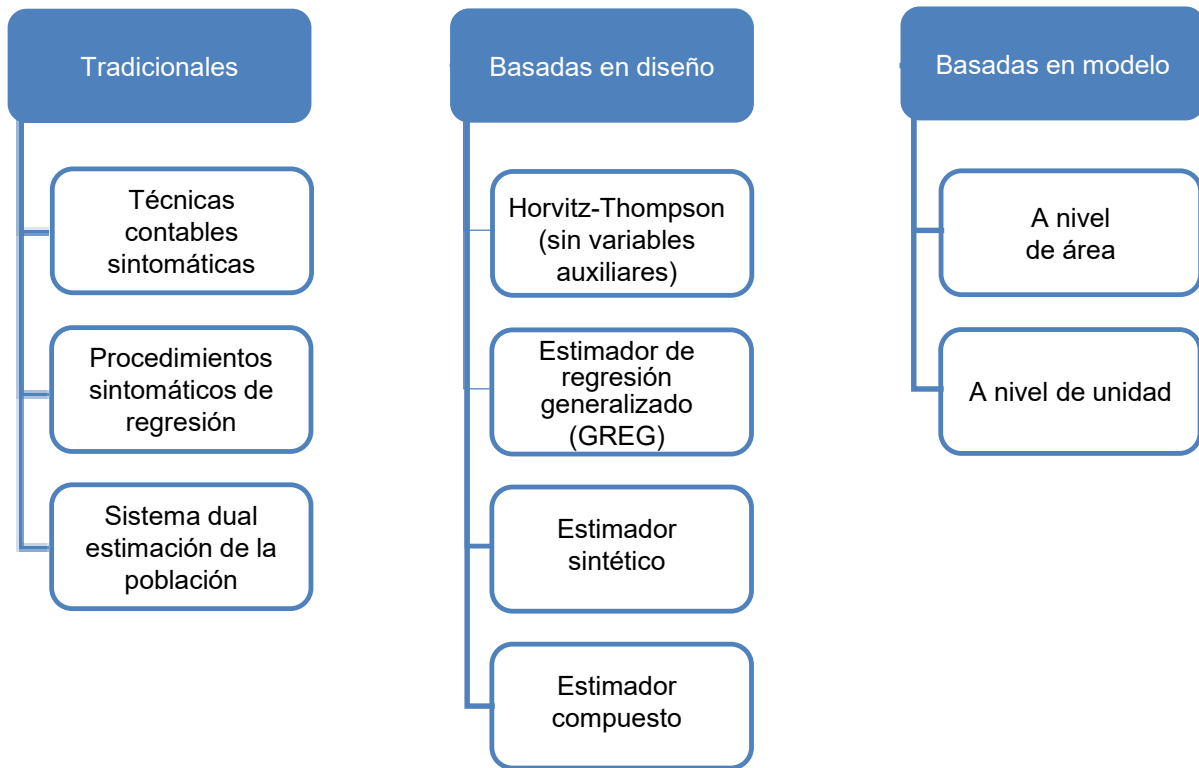 Tradicionales
Técnicas
contables
sintomáticas
Procedimientos
sintomáticos de
regresión
Sistema dual
estimación de la
población
Basadas en diseño
Horvitz-Thompson
(sin variables
auxiliares)
Estimador de
regresión
generalizado
(GREG)
Estimador
sintético
Estimador
compuesto
Basadas en modelo
A nivel
de área
A nivel de unidad